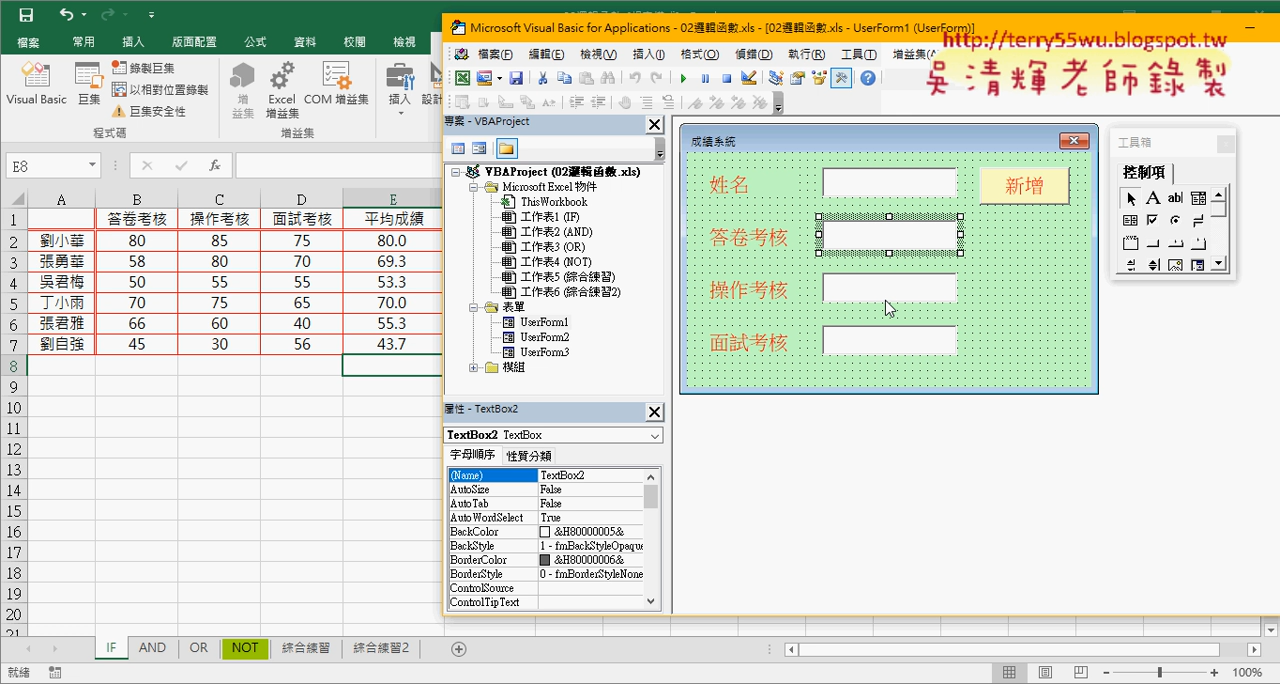 Microsoft Visual Basic for Applications - 02邏輯函數.xls - [02邏輯函數.xls - UserForm1 (UserForm)]
http://terry55wu.blogspot.tw
吳清輝老師錄製
檔案 常用 插入 版面配置 公式 資料 校閱 檢視
檔案(F) 編輯(E) 檢視(V) 插入(I) 格式(O) 偵錯(D) 執行(R) 工具(T) 增益集(A)
Visual Basic
巨集
錄製巨集
以相對位置錄製
巨集安全性
程式碼
增益集
Excel 增益集
COM 增益集
增益集
插入
設計
E8
fx
A B C D E
1 答卷考核 操作考核 面試考核 平均成績
2 劉小華 80 85 75 80.0
3 張勇華 58 80 70 69.3
4 吳君梅 50 55 55 53.3
5 丁小雨 70 75 65 70.0
6 張君雅 66 60 40 55.3
7 劉自強 45 30 56 43.7
8
9
10
11
12
13
14
15
16
17
18
19
20
21
專案 - VBAProject
VBAProject (02邏輯函數.xls)
Microsoft Excel 物件
ThisWorkbook
工作表1 (IF)
工作表2 (AND)
工作表3 (OR)
工作表4 (NOT)
工作表5 (綜合練習)
工作表6 (綜合練習2)
表單
UserForm1
UserForm2
UserForm3
模組
屬性 - TextBox2
TextBox2 TextBox
字母順序 性質分類
(Name) TextBox2
AutoSize False
AutoTab False
AutoWordSelect True
BackColor &H80000005&
BackStyle 1 - fmBackStyleOpaque
BorderColor &H80000006&
BorderStyle 0 - fmBorderStyleNone
ControlSource
ControlTipText
成績系統
姓名
新增
答卷考核
操作考核
面試考核
工具箱
控制項
A abl
IF AND OR NOT 綜合練習 綜合練習2
就緒
100%